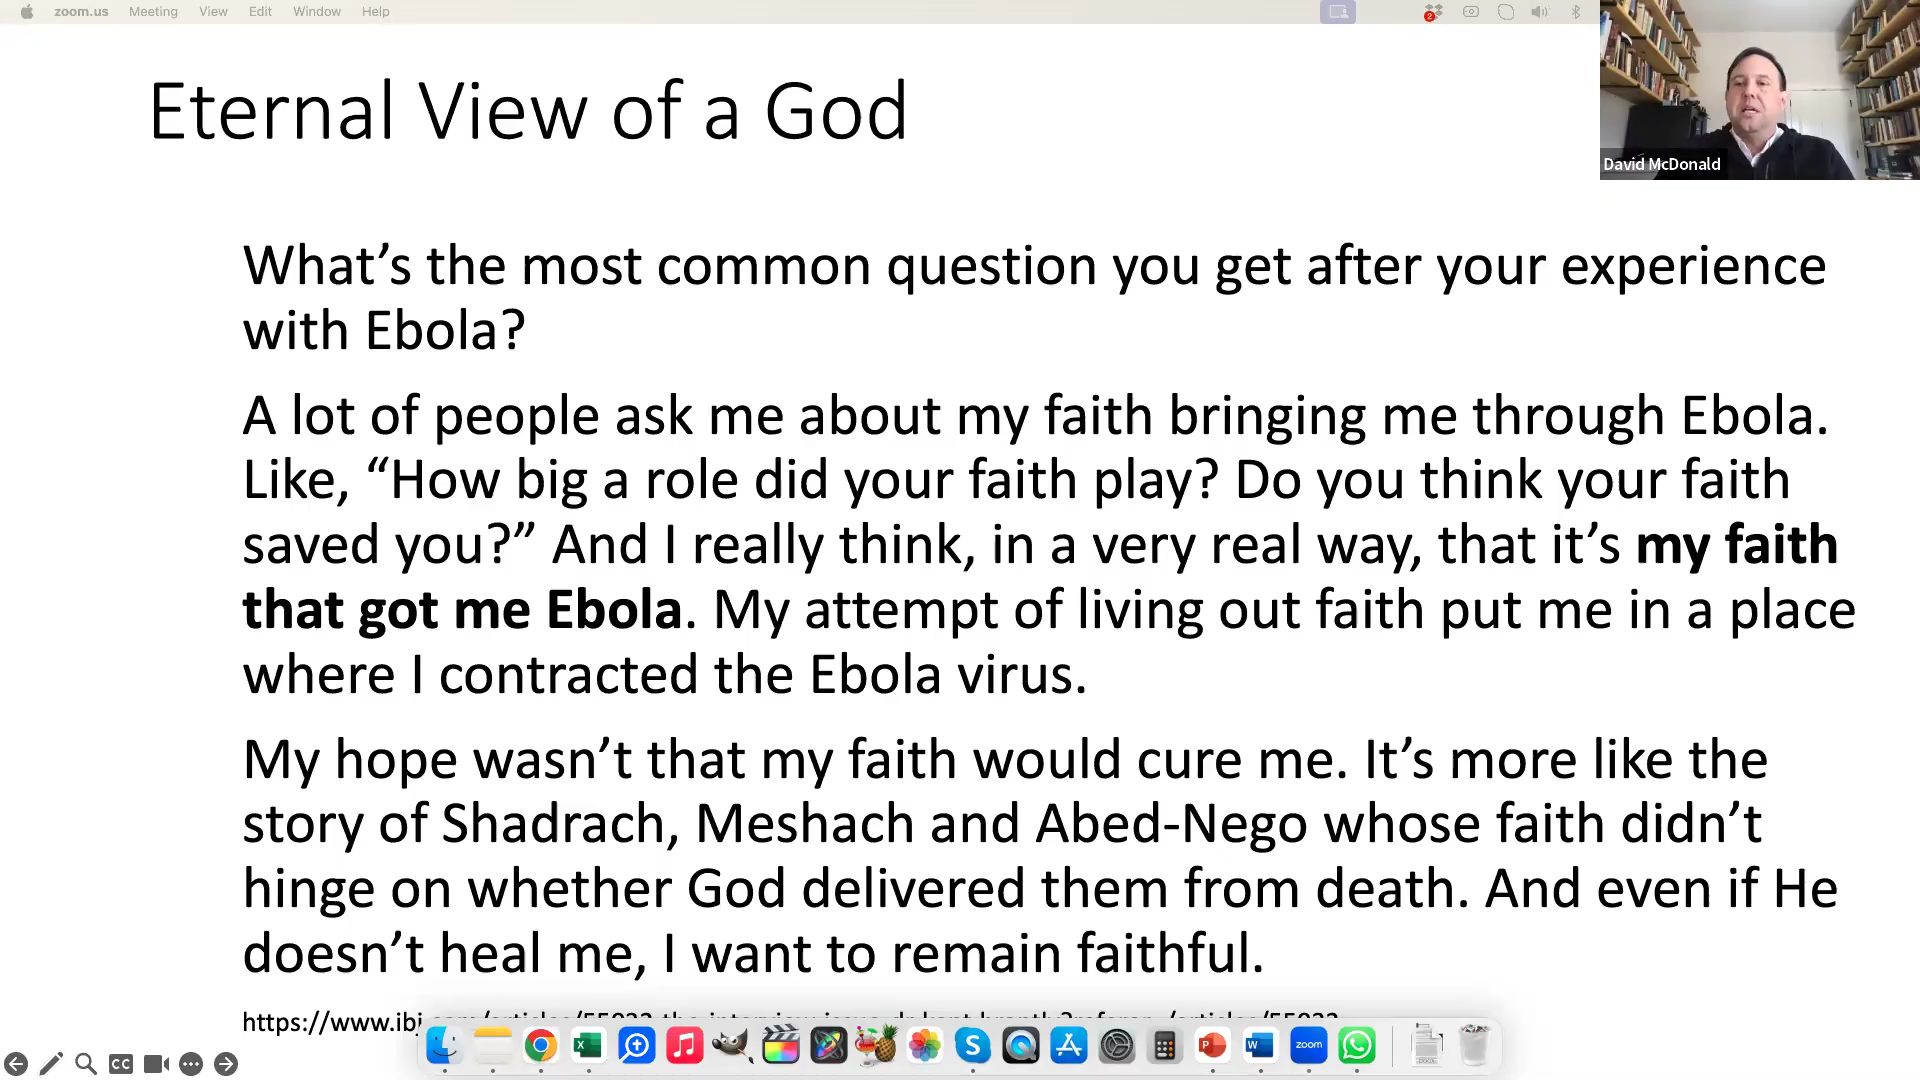 zoom.us Meeting View Edit Window Help
2
Eternal View of a God
David McDonald
What's the most common question you get after your experience
with Ebola?
A lot of people ask me about my faith bringing me through Ebola.
Like, “How big a role did your faith play? Do you think your faith
saved you?” And I really think, in a very real way, that it's my faith
that got me Ebola. My attempt of living out faith put me in a place
where I contracted the Ebola virus.
My hope wasn't that my faith would cure me. It's more like the
story of Shadrach, Meshach and Abed-Nego whose faith didn't
hinge on whether God delivered them from death. And even if He
doesn't heal me, I want to remain faithful.
https://www.ibj
CC
zoom